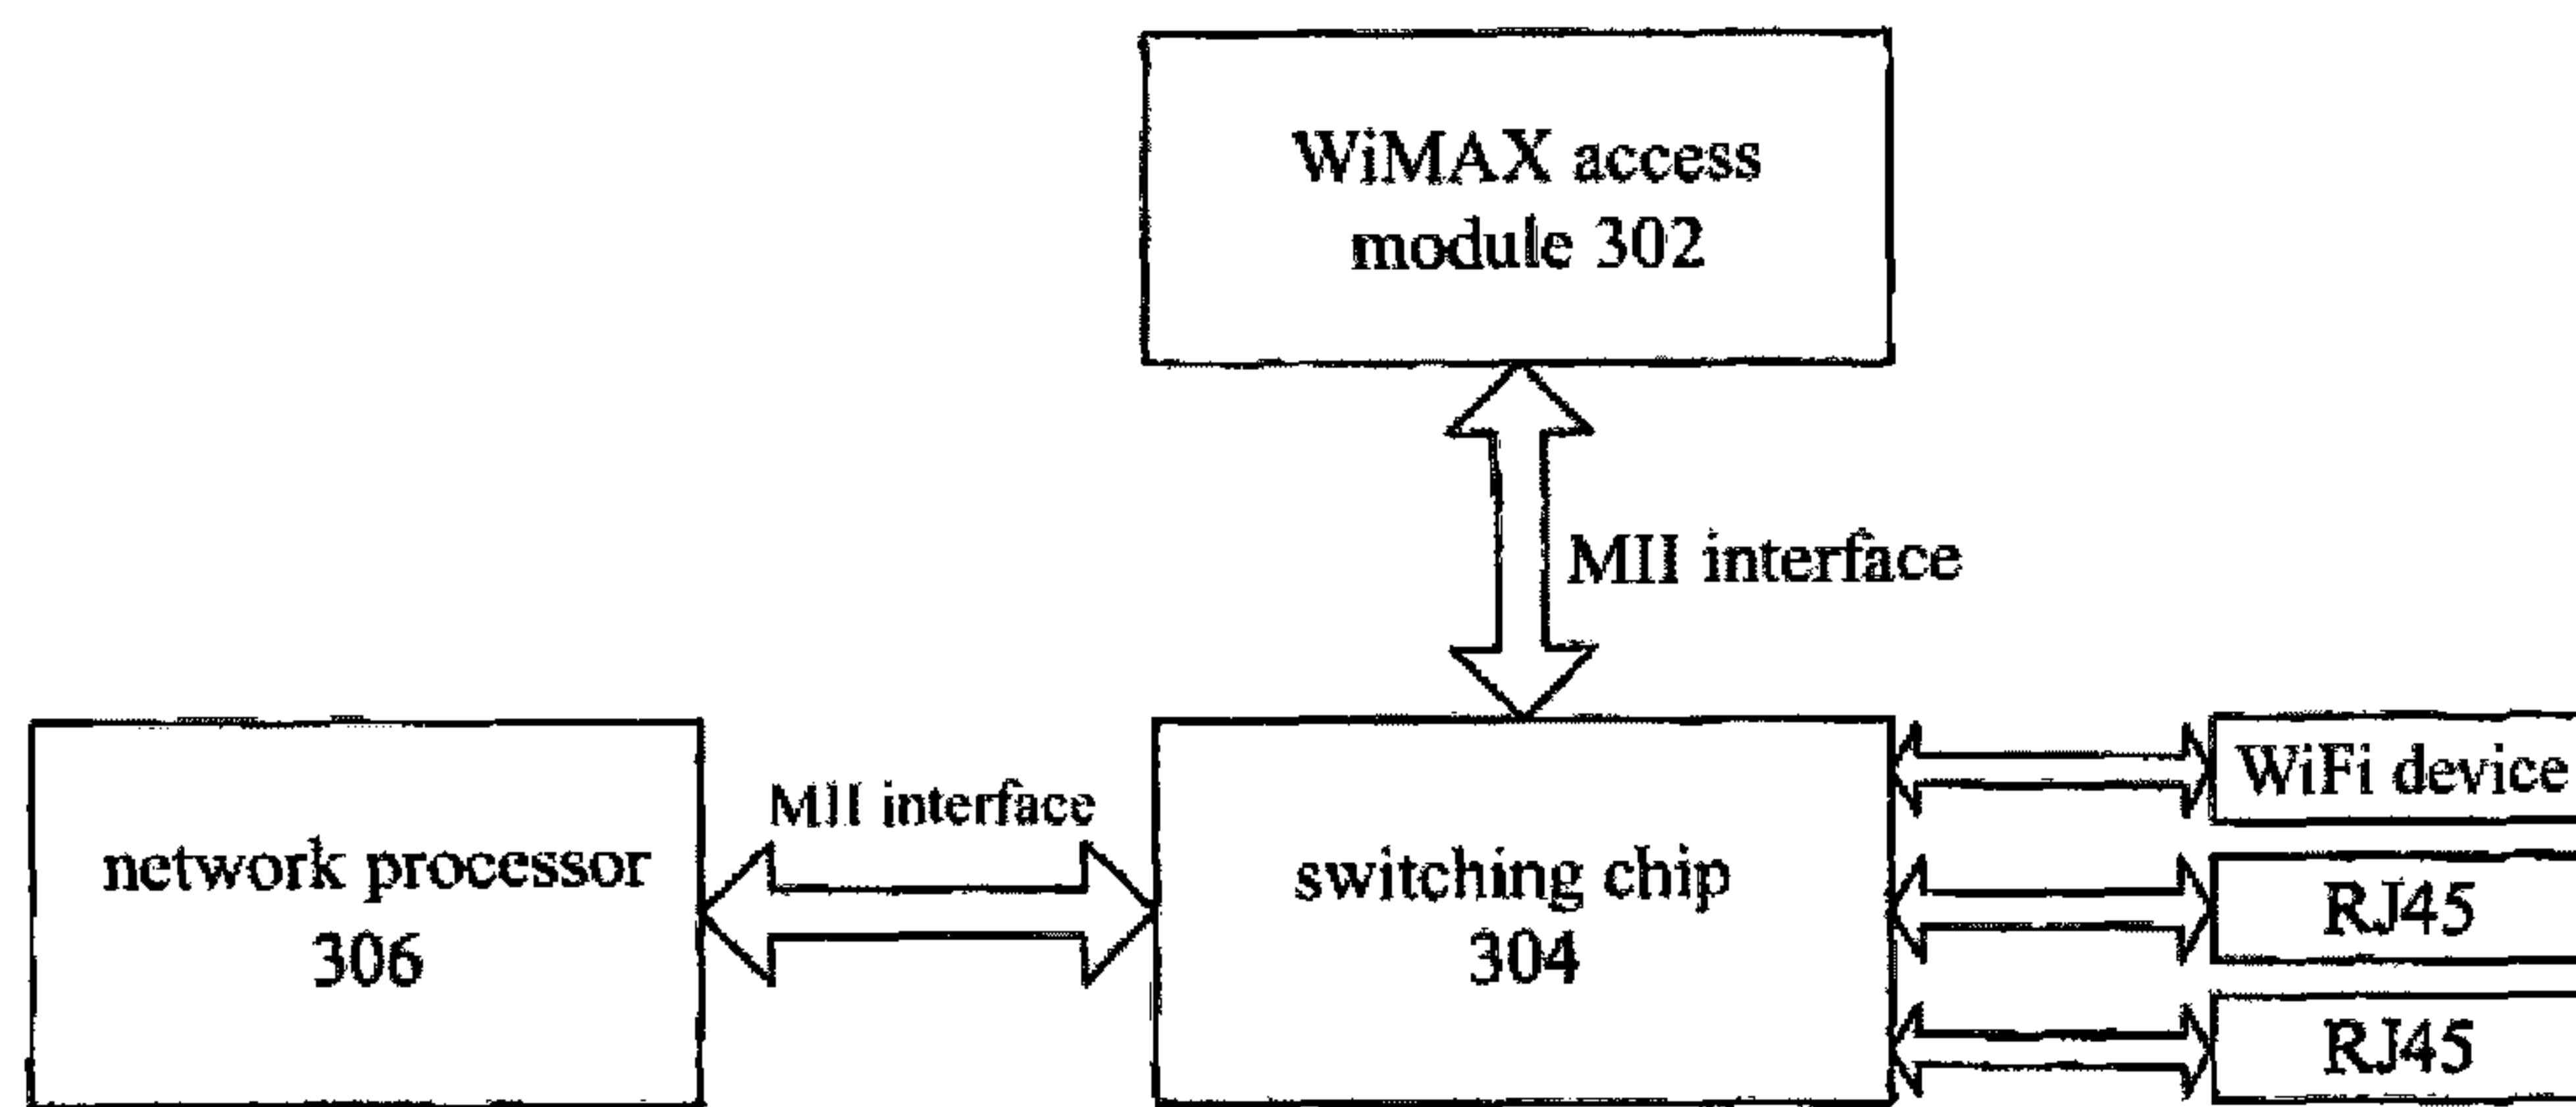 WiMAX access
module 302
MII interface
MII interface
network processor
306
switching chip
304
WiFi device
RJ45
RJ45